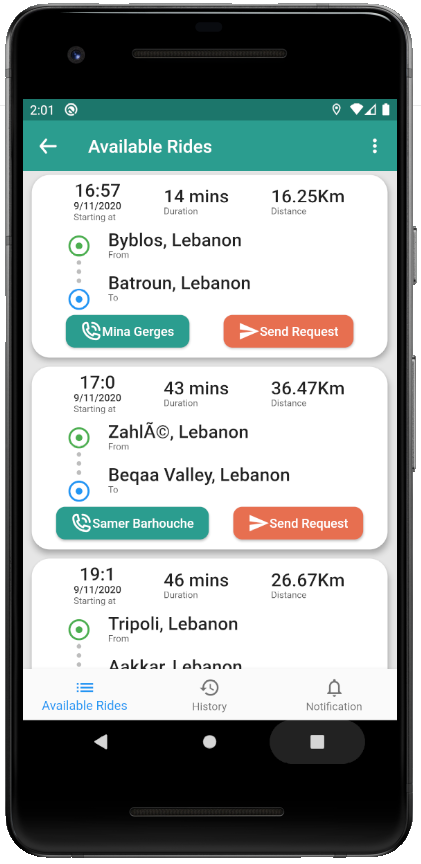 2:01
Available Rides
16:57 14 mins 16.25Km
9/11/2020 Duration Distance
Starting at
Byblos, Lebanon
From
Batroun, Lebanon
To
Mina Gerges Send Request
17:0 43 mins 36.47Km
9/11/2020 Duration Distance
Starting at
ZahlÃ©, Lebanon
From
Beqaa Valley, Lebanon
To
Samer Barhouche Send Request
19:1 46 mins 26.67Km
9/11/2020 Duration Distance
Starting at
Tripoli, Lebanon
From
Aakkar, Lebanon
Available Rides History Notification